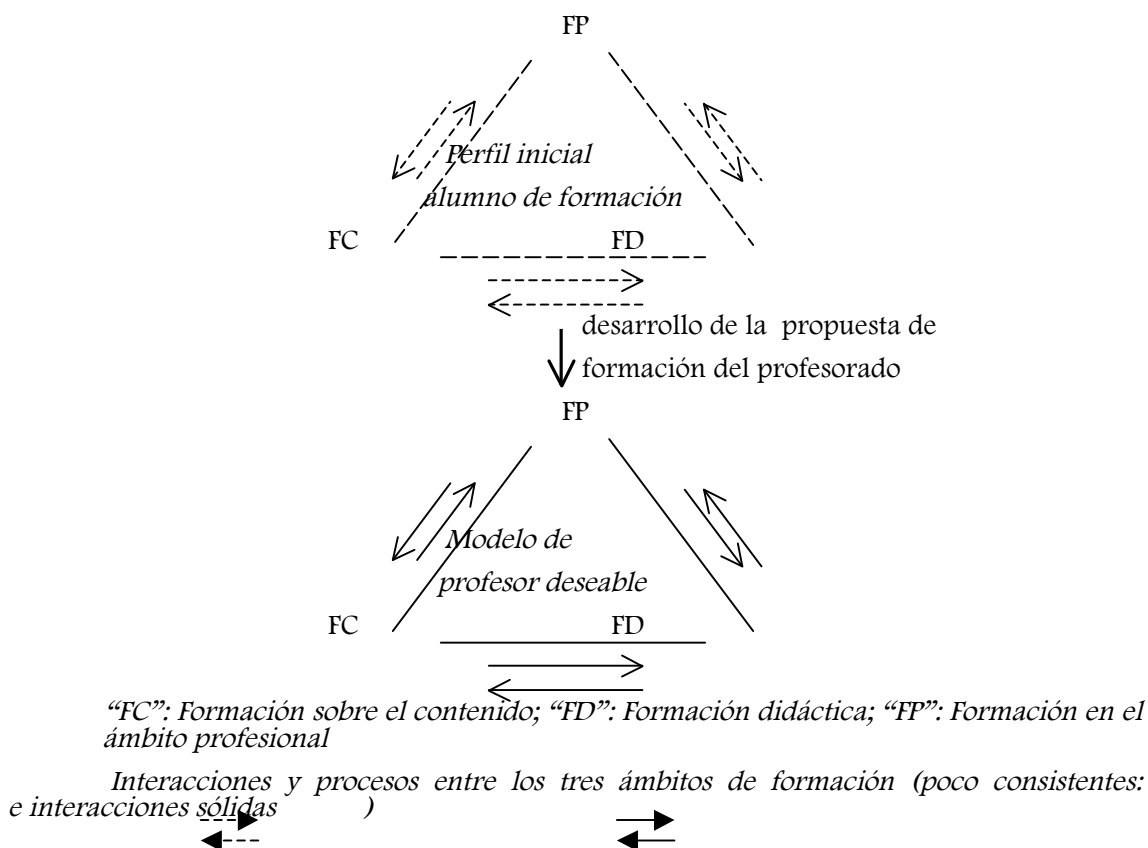 FP
Perfil inicial
alumno de formación
FC FD
desarrollo de la propuesta de
formación del profesorado
FP
Modelo de
profesor deseable
FC FD
“FC”: Formación sobre el contenido; “FD”: Formación didáctica; “FP”: Formación en el
ámbito profesional
Interacciones y procesos entre los tres ámbitos de formación (poco consistentes:
e interacciones sólidas )